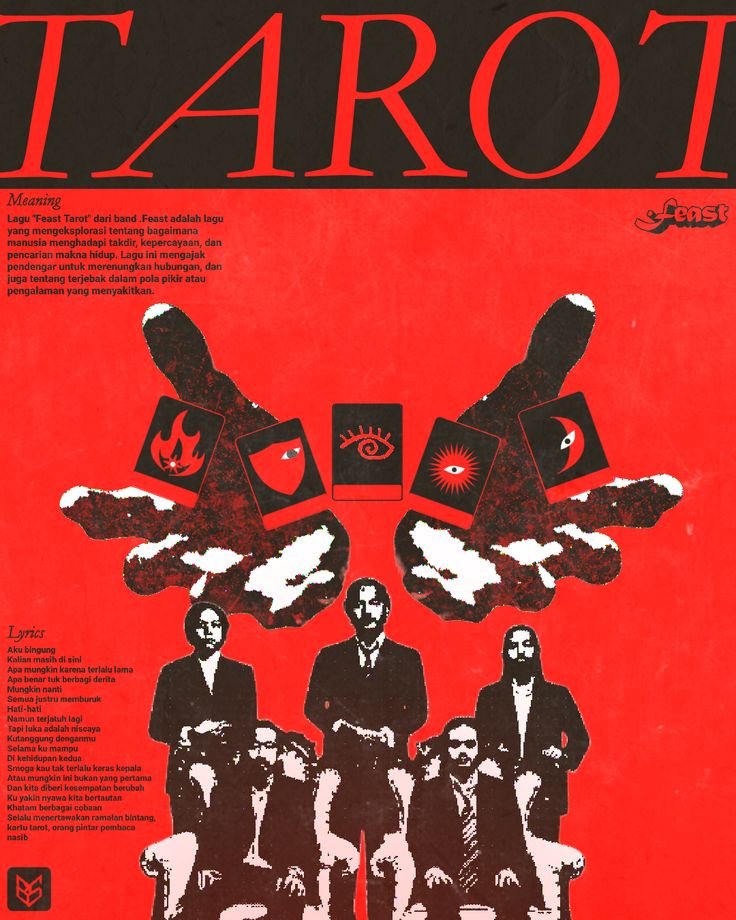 TAROT
Meaning
Lagu "Feast Tarot" dari band .Feast adalah lagu
yang mengeksplorasi tentang bagaimana
manusia menghadapi takdir, kepercayaan, dan
pencarian makna hidup. Lagu ini mengajak
pendengar untuk merenungkan hubungan, dan
juga tentang terjebak dalam pola pikir atau
pengalaman yang menyakitkan.
.feast
Lyrics
Aku bingung
Kalian masih di sini
Apa mungkin karena terlalu lama
Apa benar tuk berbagi derita
Mungkin nanti
Semua justru memburuk
Hati-hati
Namun terjatuh lagi
Tapi luka adalah niscaya
Kutanggung denganmu
Selama ku mampu
Di kehidupan kedua
Smoga kau tak terlalu keras kepala
Atau mungkin ini bukan yang pertama
Dan kita diberi kesempatan berubah
Ku yakin nyawa kita bertautan
Khatam berbagai cobaan
Selalu menertawakan ramalan bintang,
kartu tarot, orang pintar pembaca
nasib